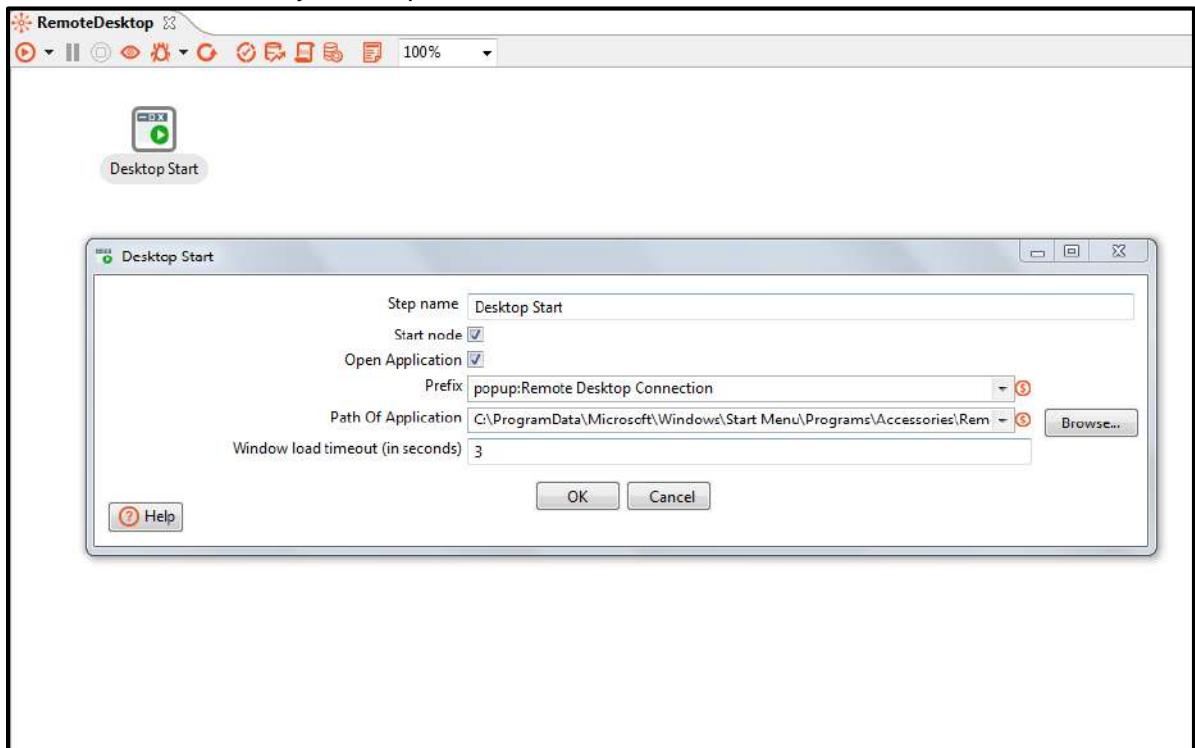 RemoteDesktop
100%
Desktop Start
Desktop Start
Step name Desktop Start
Start node
Open Application
Prefix popup:Remote Desktop Connection
Path Of Application C:\ProgramData\Microsoft\Windows\Start Menu\Programs\Accessories\Rem Browse...
Window load timeout (in seconds) 3
OK Cancel
Help